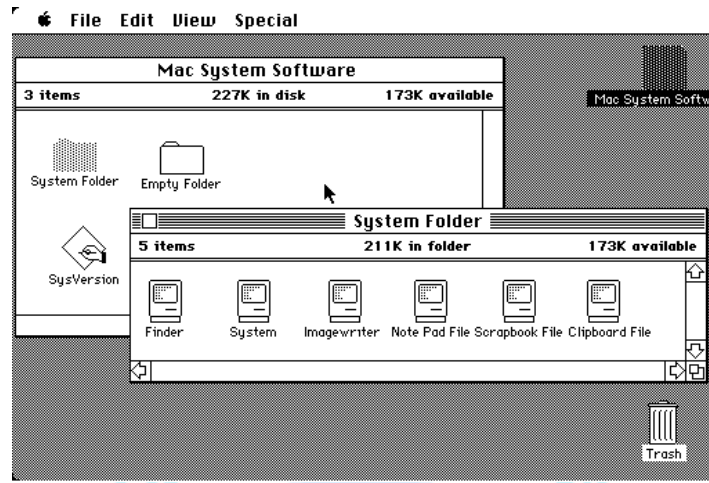 File Edit View Special
Mac System Software
3 items 227K in disk 173K available
Mac System Softw
System Folder Empty Folder
SysVersion
System Folder
5 items 211K in folder 173K available
Finder System Imagewriter Note Pad File Scrapbook File Clipboard File
Trash